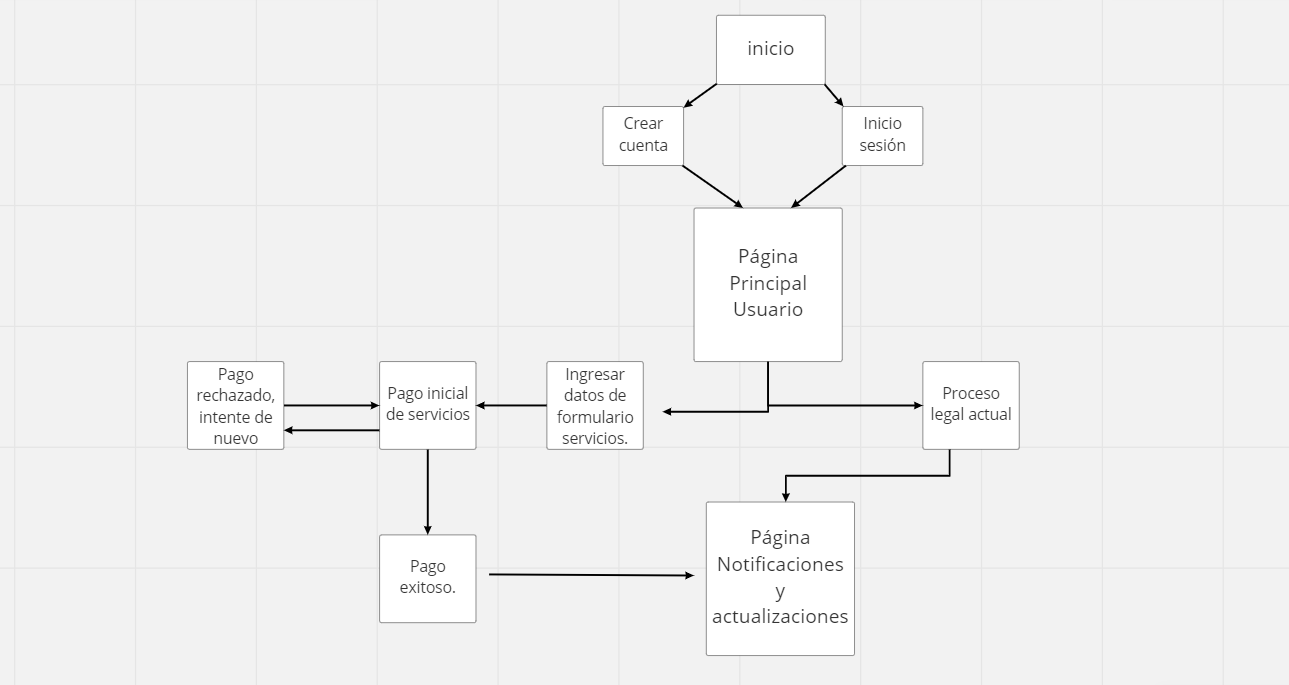 inicio
Crear
cuenta
Inicio
sesión
Página
Principal
Usuario
Pago
rechazado,
intente de
nuevo
Pago inicial
de servicios
Ingresar
datos de
formulario
servicios.
Proceso
legal actual
Pago
exitoso.
Página
Notificaciones
y
actualizaciones